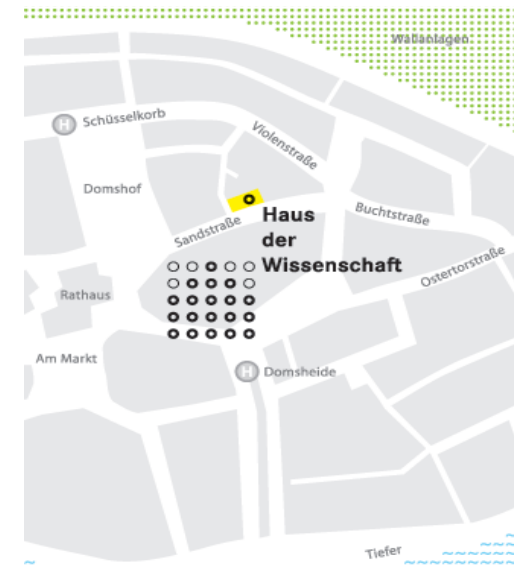 Wallanlagen
H Schüsselkorb
Violenstraße
Domshof
Haus
der
Wissenschaft
Buchtstraße
Sandstraße
Ostertorstraße
Rathaus
Am Markt
H Domsheide
Tiefer